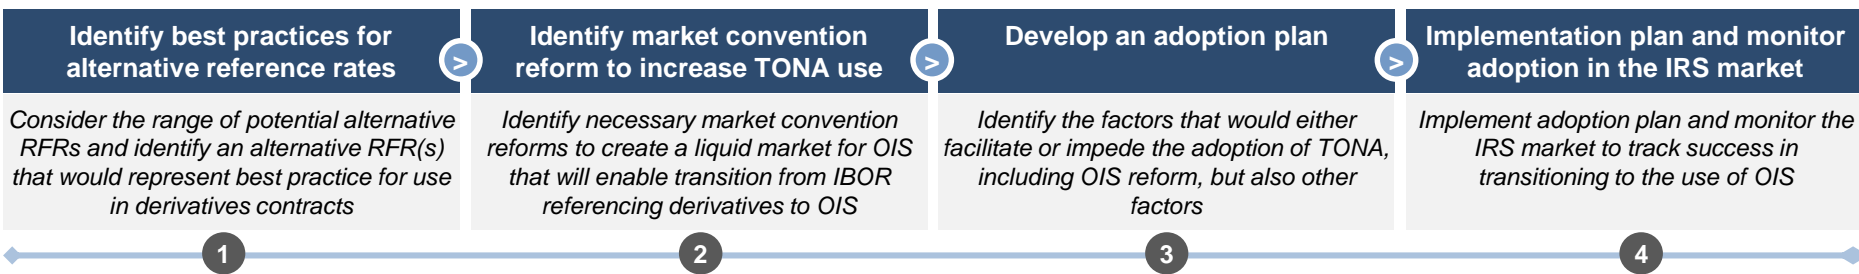 Identify best practices for
alternative reference rates
>
Consider the range of potential alternative
RFRs and identify an alternative RFR(s)
that would represent best practice for use
in derivatives contracts
1
Identify market convention
reform to increase TONA use
>
Identify necessary market convention
reforms to create a liquid market for OIS
that will enable transition from IBOR
referencing derivatives to OIS
2
Develop an adoption plan
>
Identify the factors that would either
facilitate or impede the adoption of TONA,
including OIS reform, but also other
factors
3
Implementation plan and monitor
adoption in the IRS market
Implement adoption plan and monitor the
IRS market to track success in
transitioning to the use of OIS
4